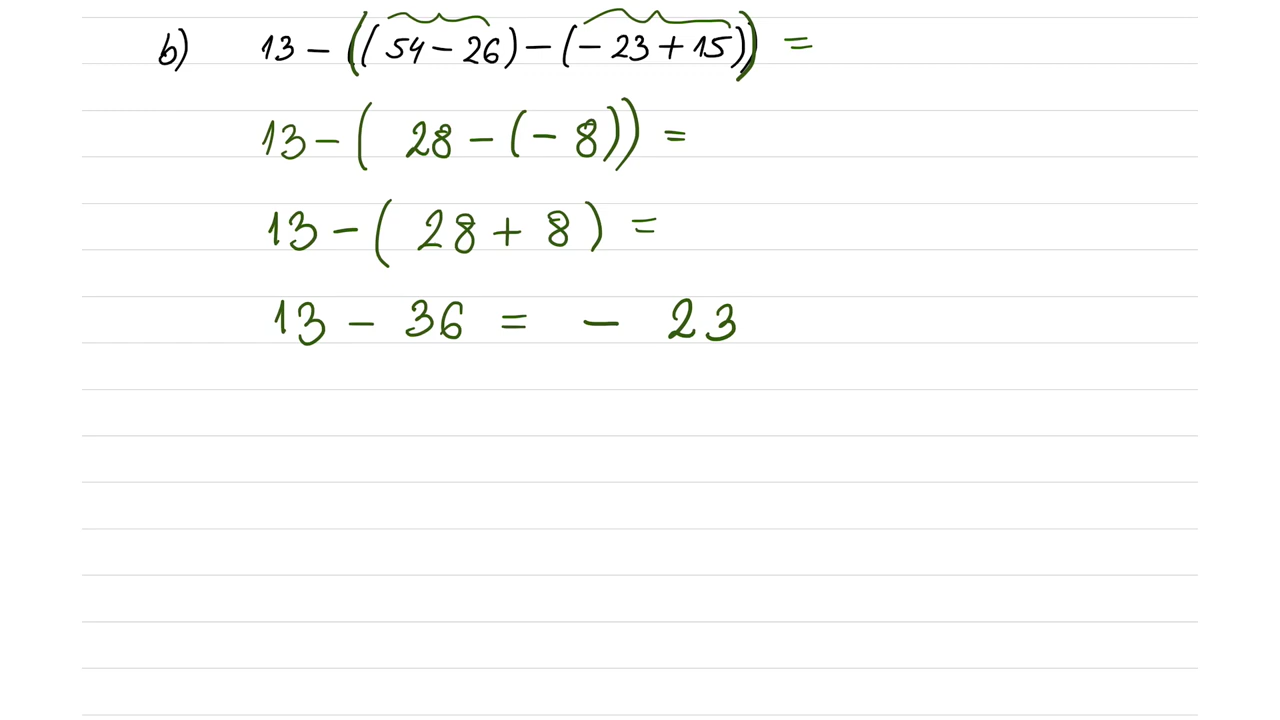 b) 13 - ((54 - 26) - (- 23 + 15)) =
13 - ( 28 - (- 8)) =
13 - ( 28 + 8 ) =
13 - 36 = - 23